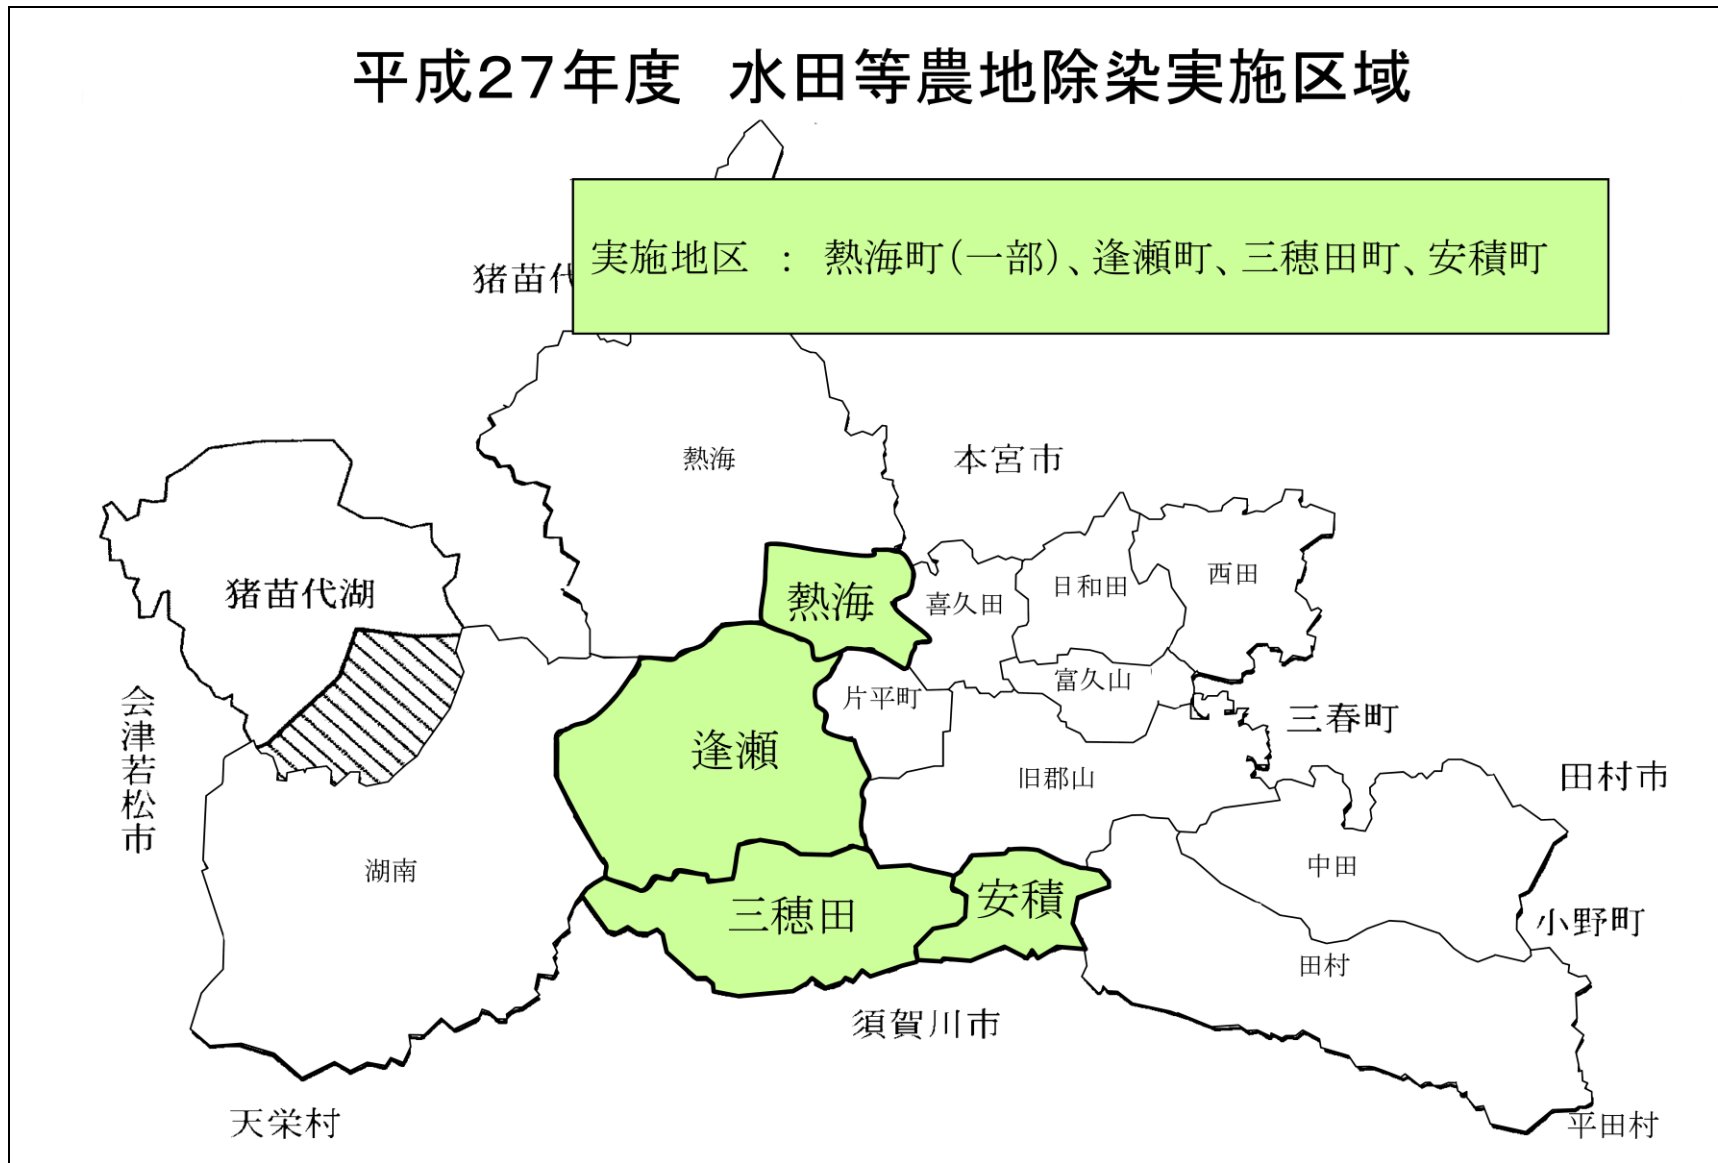 平成27年度　水田等農地除染実施区域
実施地区　：　熱海町(一部)、逢瀬町、三穂田町、安積町
猪苗代
熱海
本宮市
猪苗代湖
熱海
喜久田
日和田
西田
会津若松市
片平町
富久山
三春町
逢瀬
旧郡山
田村市
湖南
三穂田
安積
中田
小野町
田村
須賀川市
天栄村
平田村